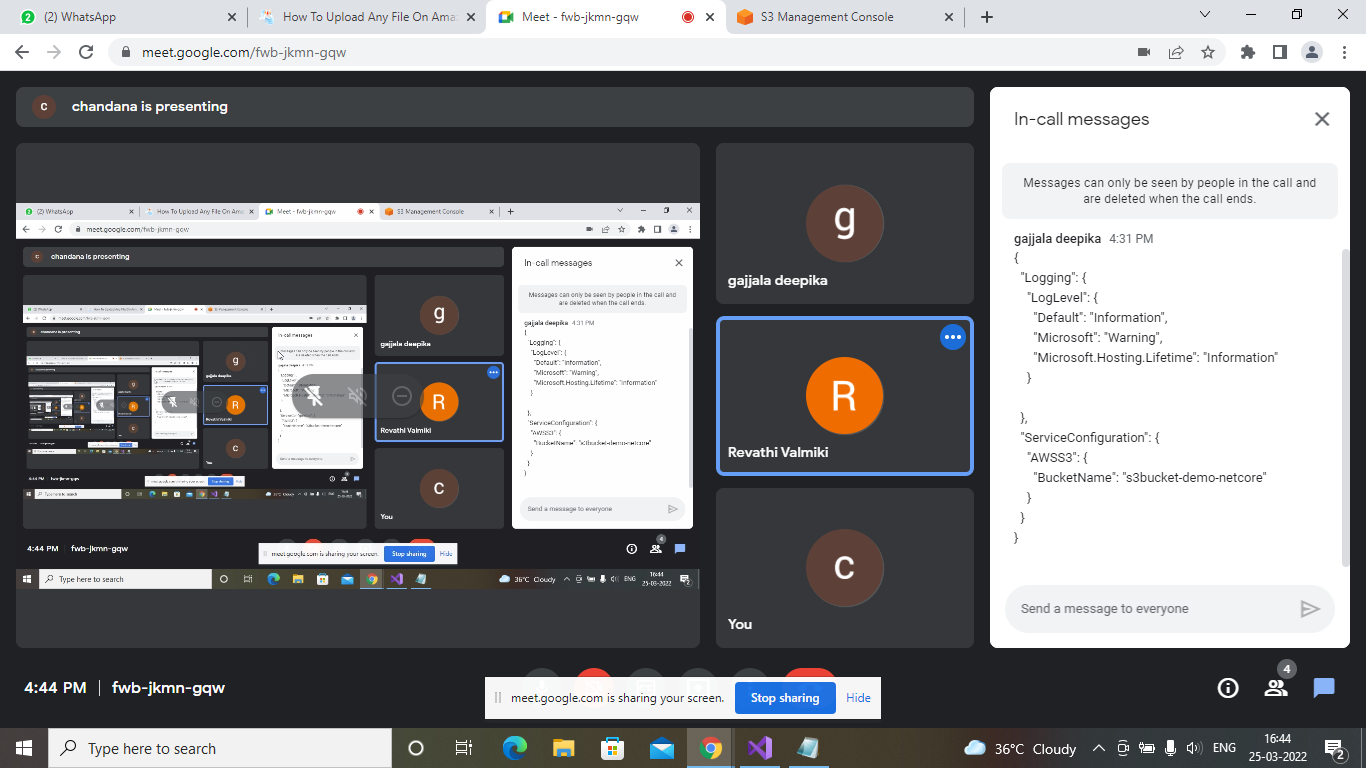 2 (2) WhatsApp
How To Upload Any File On Ama
Meet - fwb-jkmn-gqw
S3 Management Console
meet.google.com/fwb-jkmn-gqw
c chandana is presenting
2 (2) WhatsApp
How To Upload Any File On Ama
Meet - fwb-jkmn-gqw
S3 Management Console
meet.google.com/fwb-jkmn-gqw
c chandana is presenting
In-call messages
Messages can only be seen by people in the call and
are deleted when the call ends.
gajjala deepika 4:31 PM
{
"Logging": {
"LogLevel": {
"Default": "Information",
"Microsoft": "Warning",
"Microsoft.Hosting.Lifetime": "Information"
}
},
"ServiceConfiguration": {
"AWSS3": {
"BucketName": "s3bucket-demo-netcore"
}
}
}
Send a message to everyone
g
gajjala deepika
R
Revathi Valmiki
c
You
4:44 PM | fwb-jkmn-gqw
meet.google.com is sharing your screen. Stop sharing Hide
4
Type here to search
36°C Cloudy
ENG
16:44
25-03-2022
g
gajjala deepika
R
Revathi Valmiki
c
You
In-call messages
Messages can only be seen by people in the call and
are deleted when the call ends.
gajjala deepika 4:31 PM
{
"Logging": {
"LogLevel": {
"Default": "Information",
"Microsoft": "Warning",
"Microsoft.Hosting.Lifetime": "Information"
}
},
"ServiceConfiguration": {
"AWSS3": {
"BucketName": "s3bucket-demo-netcore"
}
}
}
Send a message to everyone
4:44 PM | fwb-jkmn-gqw
meet.google.com is sharing your screen. Stop sharing Hide
4
Type here to search
36°C Cloudy
ENG
16:44
25-03-2022
2